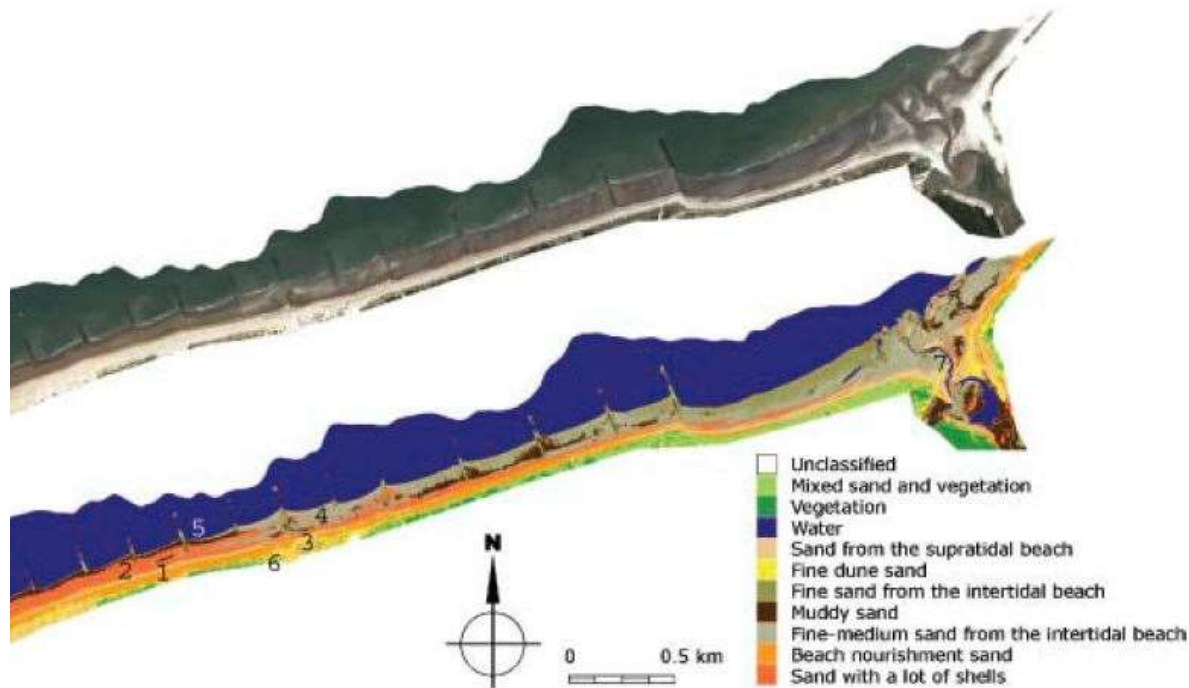 7
5
4
3
2 1
6
Unclassified
Mixed sand and vegetation
Vegetation
Water
Sand from the supratidal beach
Fine dune sand
Fine sand from the intertidal beach
Muddy sand
Fine-medium sand from the intertidal beach
Beach nourishment sand
Sand with a lot of shells
N
0 0.5 km